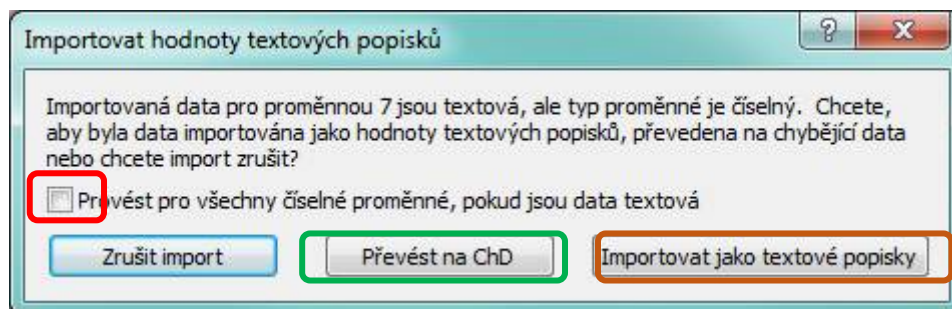 Importovat hodnoty textových popisků
Importovaná data pro proměnnou 7 jsou textová, ale typ proměnné je číselný.  Chcete,
aby byla data importována jako hodnoty textových popisků, převedena na chybějící data
nebo chcete import zrušit?
Provést pro všechny číselné proměnné, pokud jsou data textová
Zrušit import
Převést na ChD
Importovat jako textové popisky